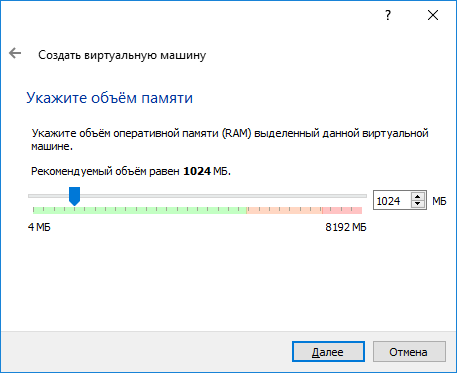 ?
Создать виртуальную машину
Укажите объём памяти
Укажите объём оперативной памяти (RAM) выделенный данной виртуальной
машине.
Рекомендуемый объём равен 1024 МБ.
1024 МБ
4 МБ 8192 МБ
Далее Отмена